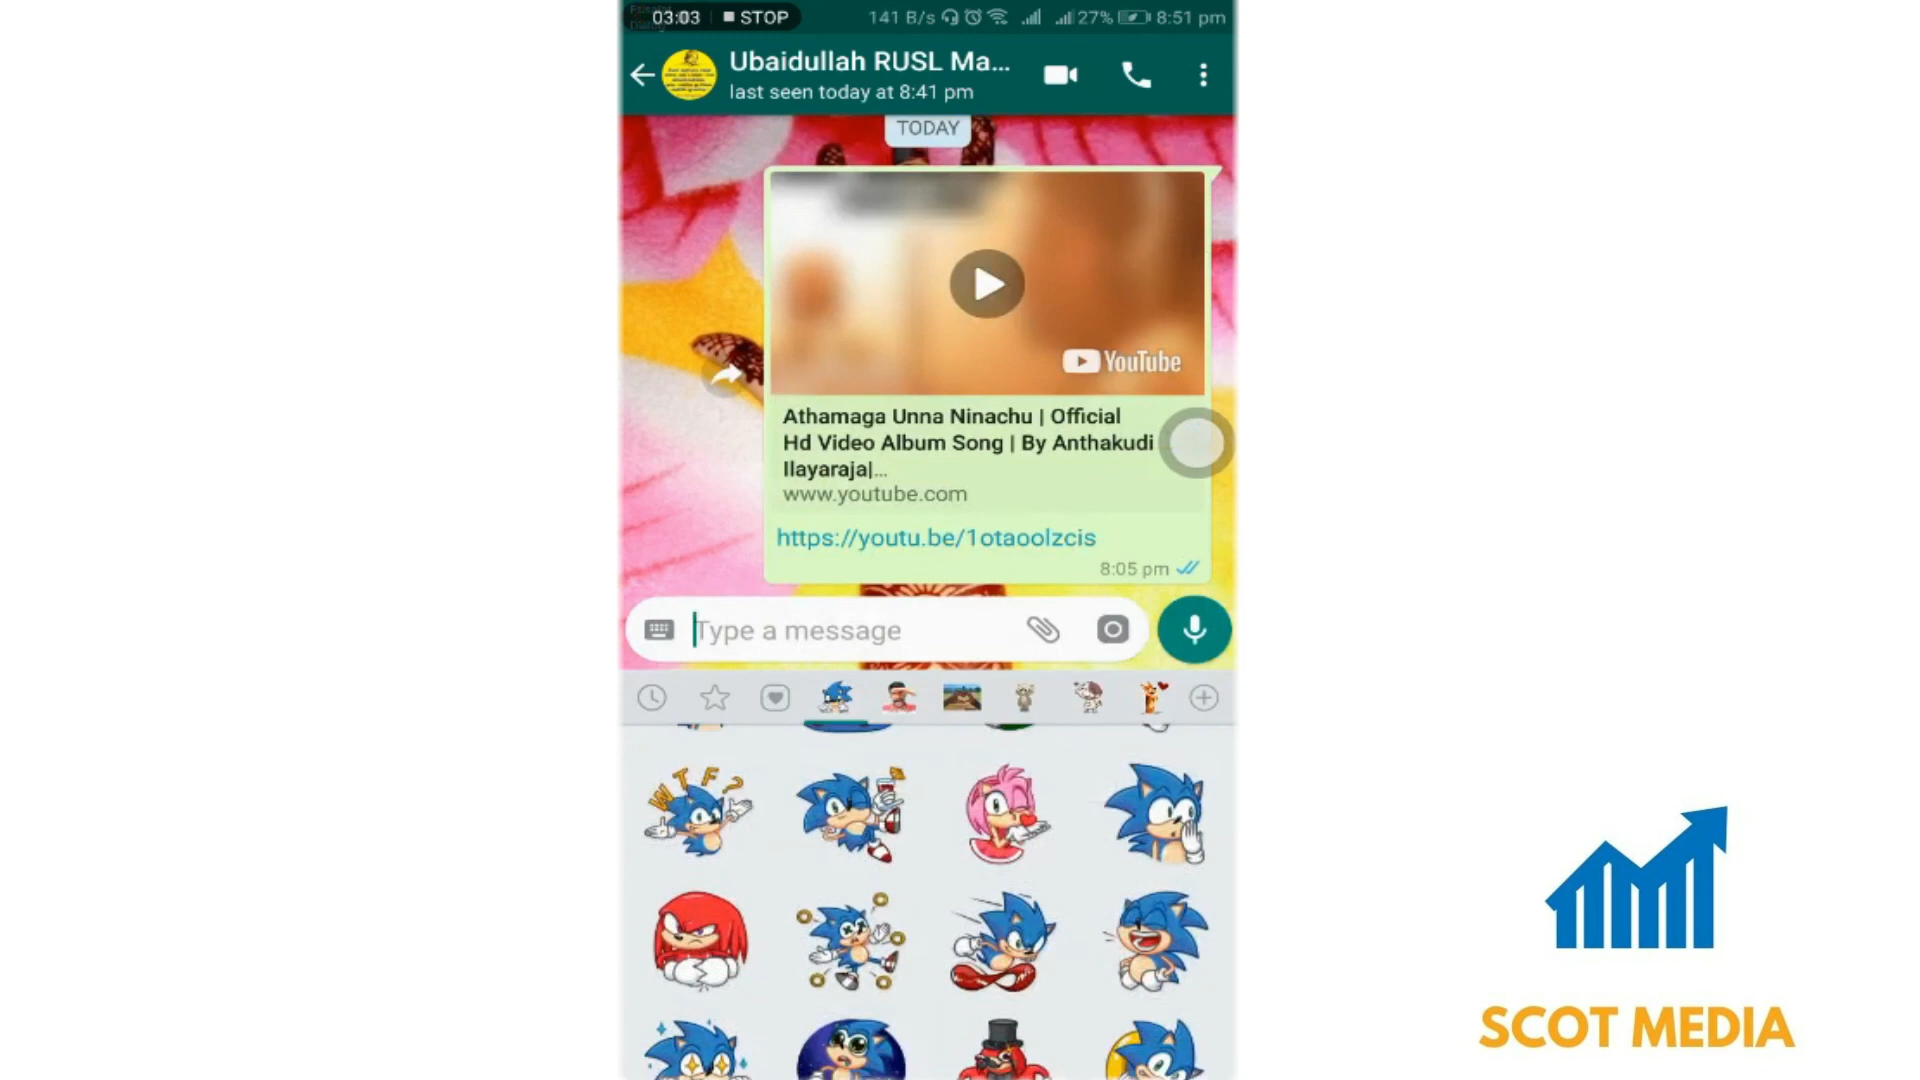 03:03 STOP 141 B/s 27% 8:51 pm
Ubaidullah RUSL Ma...
last seen today at 8:41 pm
TODAY
YouTube
Athamaga Unna Ninachu | Official
Hd Video Album Song | By Anthakudi
Ilayaraja|...
www.youtube.com
https://youtu.be/1otaoolzcis
8:05 pm
Type a message
WTF?
SCOT MEDIA